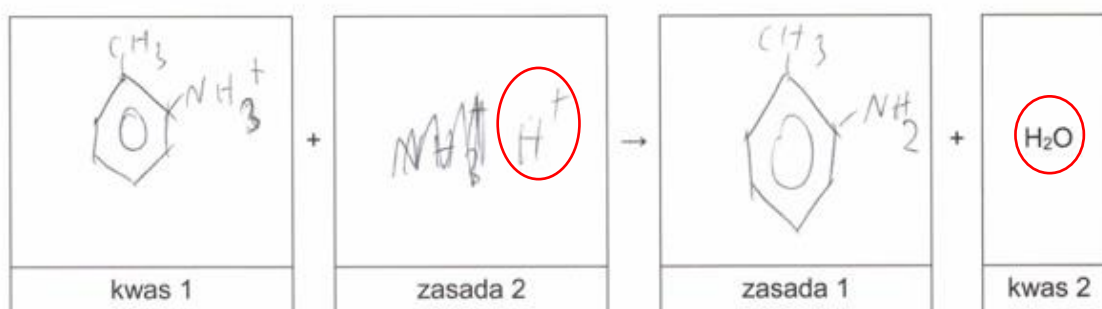 CH3
NH3+
+
H+
→
CH3
NH2
+
H2O
kwas 1
zasada 2
zasada 1
kwas 2